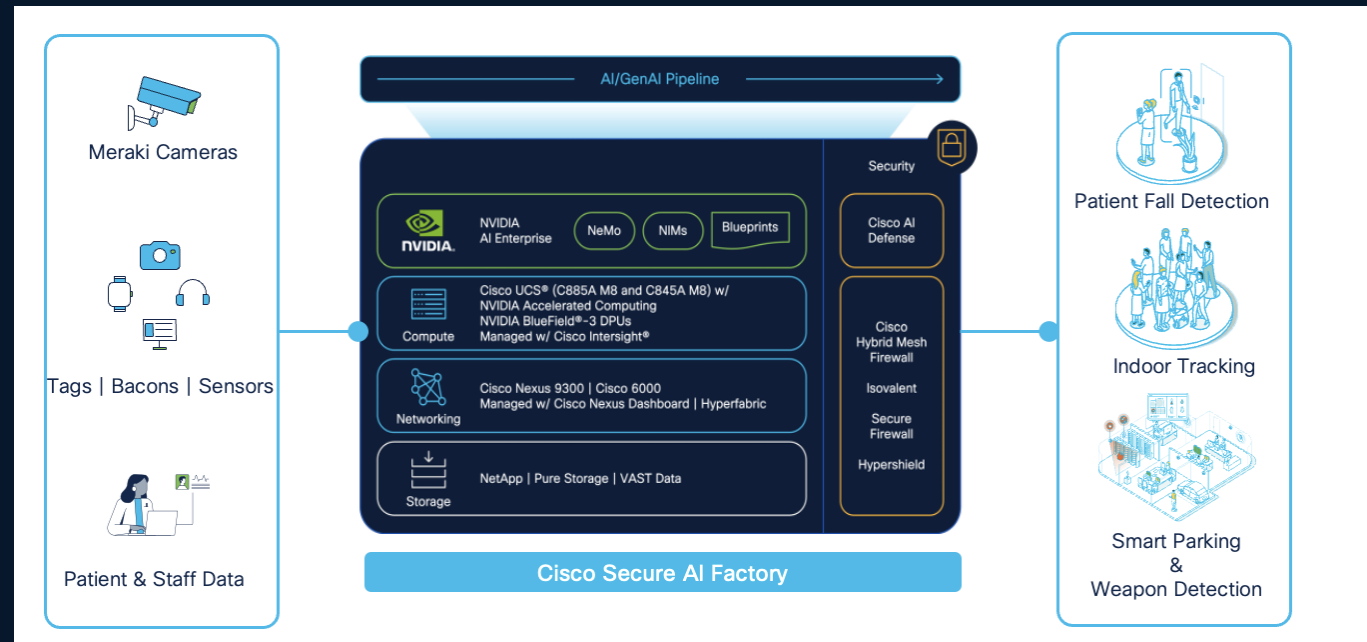 Meraki Cameras
Tags | Bacons | Sensors
Patient & Staff Data
AI/GenAI Pipeline
NVIDIA.
NVIDIA
AI Enterprise
NeMo
NIMs
Blueprints
Compute
Cisco UCS® (C885A M8 and C845A M8) w/
NVIDIA Accelerated Computing
NVIDIA BlueField®-3 DPUs
Managed w/ Cisco Intersight®
Networking
Cisco Nexus 9300 | Cisco 6000
Managed w/ Cisco Nexus Dashboard | Hyperfabric
Storage
NetApp | Pure Storage | VAST Data
Security
Cisco AI
Defense
Cisco
Hybrid Mesh
Firewall
Isovalent
Secure
Firewall
Hypershield
Cisco Secure AI Factory
Patient Fall Detection
Indoor Tracking
Smart Parking
&
Weapon Detection